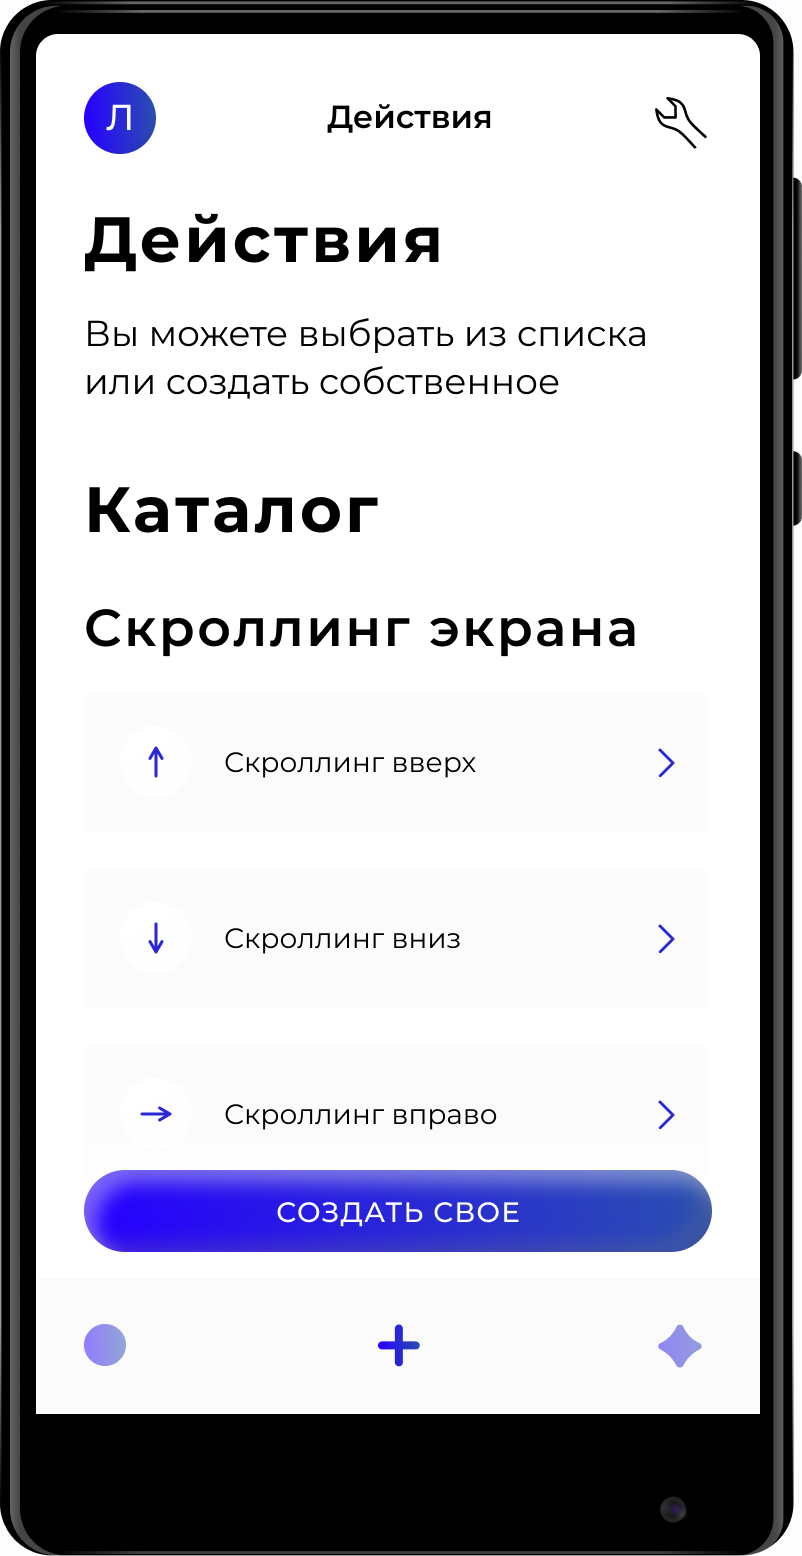 Л
Действия
Действия
Вы можете выбрать из списка
или создать собственное
Каталог
Скроллинг экрана
Скроллинг вверх
Скроллинг вниз
Скроллинг вправо
СОЗДАТЬ СВОЕ